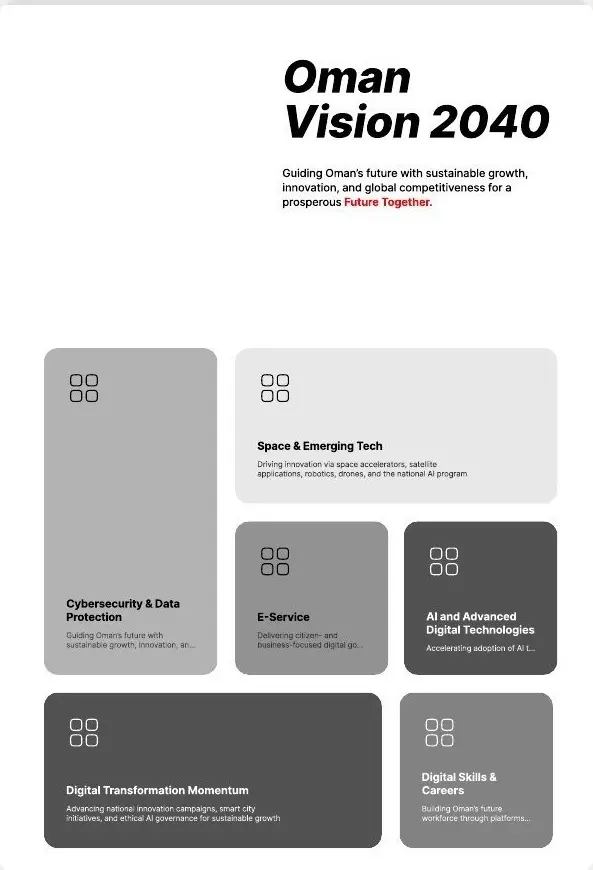 Oman
Vision 2040
Guiding Oman's future with sustainable growth,
innovation, and global competitiveness for a
prosperous Future Together.
Space & Emerging Tech
Driving innovation via space accelerators, satellite
applications, robotics, drones, and the national AI program
Cybersecurity & Data
Protection
Guiding Oman's future with
sustainable growth, innovation, an...
E-Service
Delivering citizen- and
business-focused digital go...
AI and Advanced
Digital Technologies
Accelerating adoption of AI t...
Digital Transformation Momentum
Advancing national innovation campaigns, smart city
initiatives, and ethical AI governance for sustainable growth
Digital Skills &
Careers
Building Oman's future
workforce through platforms...